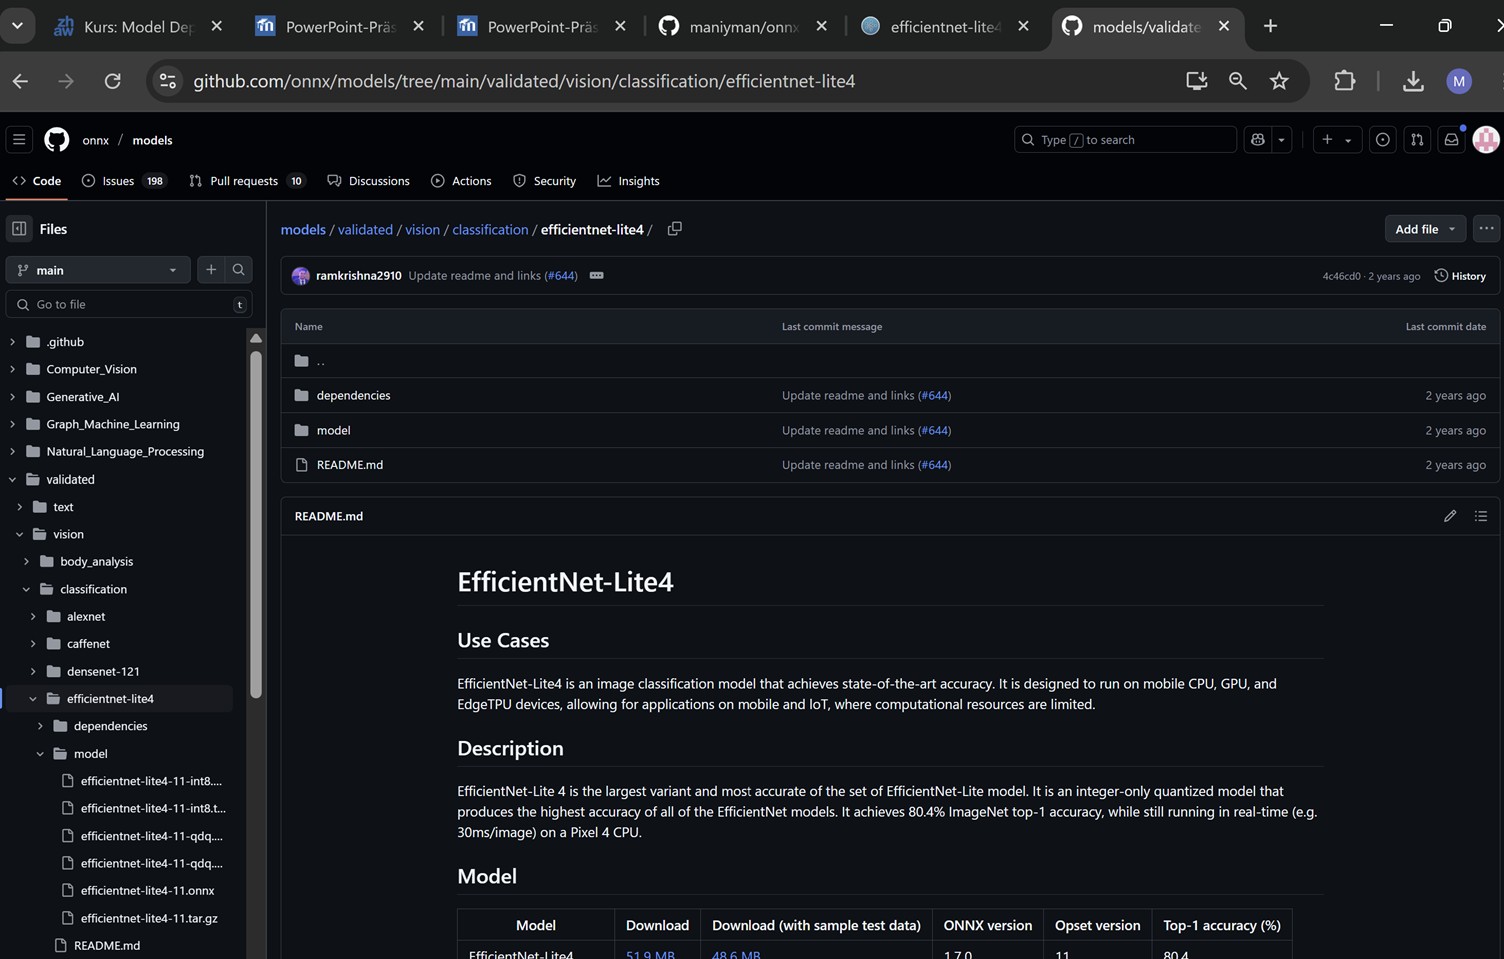 Kurs: Model Dep
PowerPoint-Präs
PowerPoint-Präs
maniyman/onnx
efficientnet-lite4
models/validate
github.com/onnx/models/tree/main/validated/vision/classification/efficientnet-lite4
M
onnx / models
Type / to search
Code
Issues 198
Pull requests 10
Discussions
Actions
Security
Insights
Files
main
Go to file
t
.github
Computer_Vision
Generative_AI
Graph_Machine_Learning
Natural_Language_Processing
validated
text
vision
body_analysis
classification
alexnet
caffenet
densenet-121
efficientnet-lite4
dependencies
model
efficientnet-lite4-11-int8....
efficientnet-lite4-11-int8.t...
efficientnet-lite4-11-qdq....
efficientnet-lite4-11-qdq....
efficientnet-lite4-11.onnx
efficientnet-lite4-11.tar.gz
README.md
models / validated / vision / classification / efficientnet-lite4 /
Add file
ramkrishna2910 Update readme and links (#644)
4c46cd0 · 2 years ago
History
Name Last commit message Last commit date
..
dependencies Update readme and links (#644) 2 years ago
model Update readme and links (#644) 2 years ago
README.md Update readme and links (#644) 2 years ago
README.md
EfficientNet-Lite4
Use Cases
EfficientNet-Lite4 is an image classification model that achieves state-of-the-art accuracy. It is designed to run on mobile CPU, GPU, and
EdgeTPU devices, allowing for applications on mobile and IoT, where computational resources are limited.
Description
EfficientNet-Lite 4 is the largest variant and most accurate of the set of EfficientNet-Lite model. It is an integer-only quantized model that
produces the highest accuracy of all of the EfficientNet models. It achieves 80.4% ImageNet top-1 accuracy, while still running in real-time (e.g.
30ms/image) on a Pixel 4 CPU.
Model
Model Download Download (with sample test data) ONNX version Opset version Top-1 accuracy (%)
EfficientNet-Lite4 51.9 MB 48.6 MB 1.7.0 11 80.4